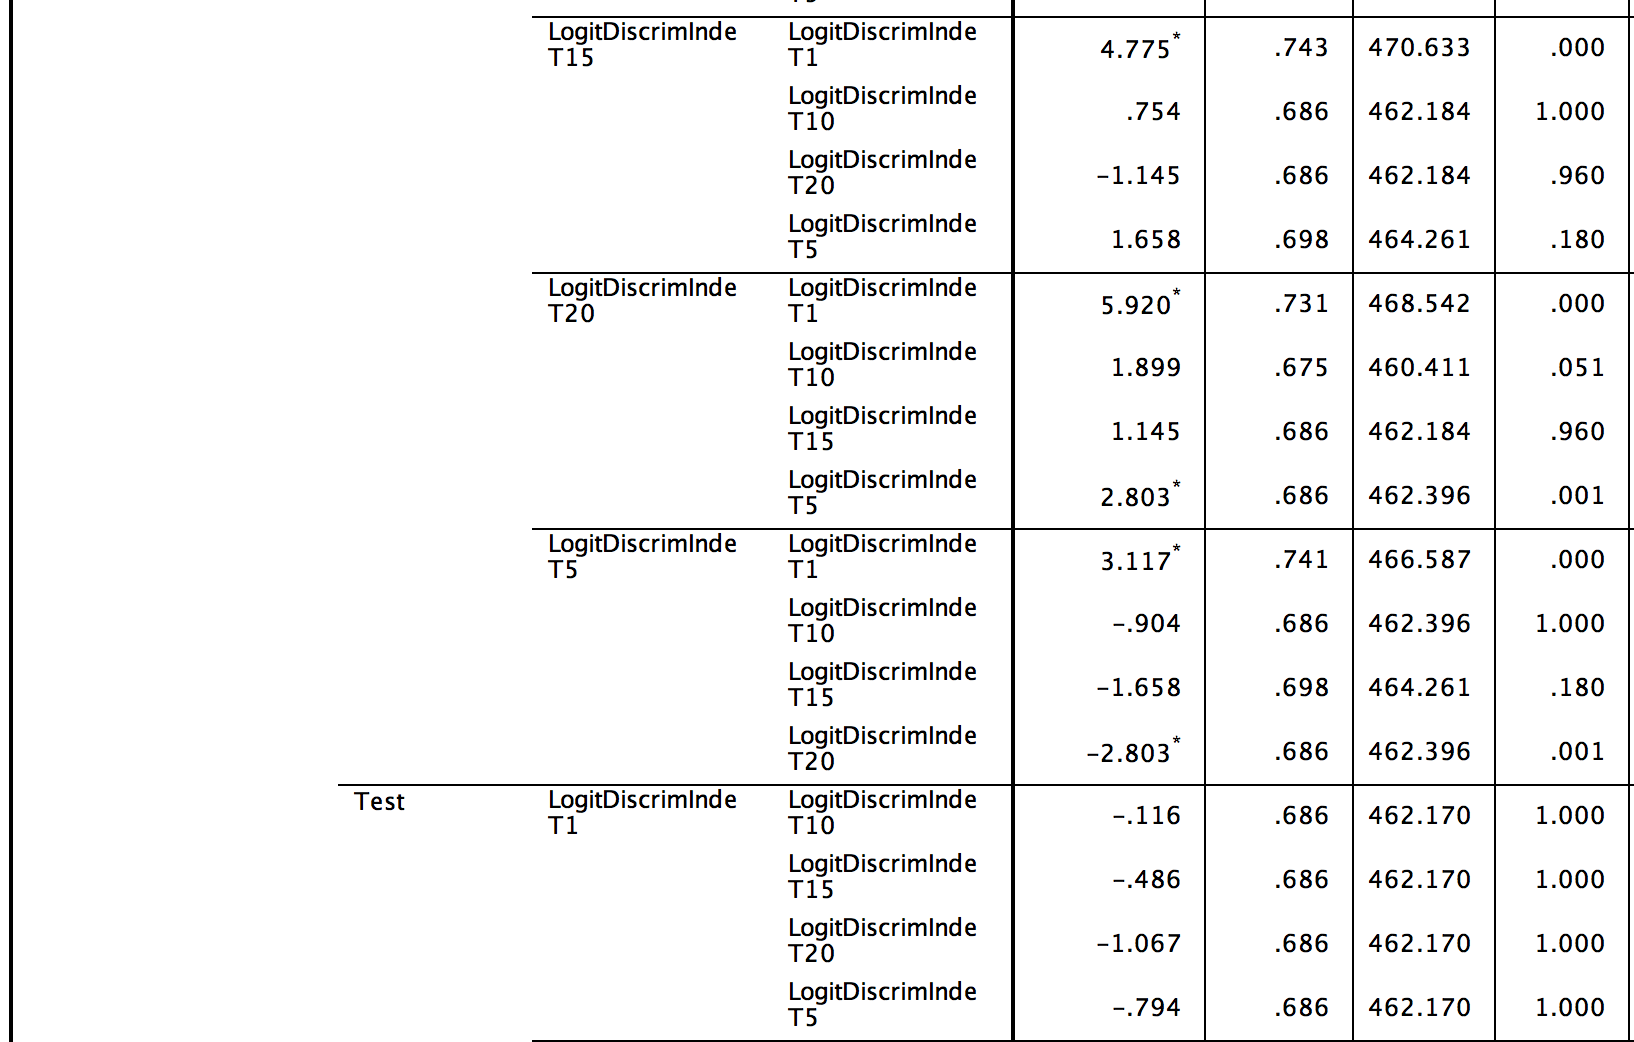 LogitDiscrimInde LogitDiscrimInde
T15 T1 4.775* .743 470.633 .000
LogitDiscrimInde
T10 .754 .686 462.184 1.000
LogitDiscrimInde
T20 -1.145 .686 462.184 .960
LogitDiscrimInde
T5 1.658 .698 464.261 .180
LogitDiscrimInde LogitDiscrimInde
T20 T1 5.920* .731 468.542 .000
LogitDiscrimInde
T10 1.899 .675 460.411 .051
LogitDiscrimInde
T15 1.145 .686 462.184 .960
LogitDiscrimInde
T5 2.803* .686 462.396 .001
LogitDiscrimInde LogitDiscrimInde
T5 T1 3.117* .741 466.587 .000
LogitDiscrimInde
T10 -.904 .686 462.396 1.000
LogitDiscrimInde
T15 -1.658 .698 464.261 .180
LogitDiscrimInde
T20 -2.803* .686 462.396 .001
Test LogitDiscrimInde LogitDiscrimInde
T1 T10 -.116 .686 462.170 1.000
LogitDiscrimInde
T15 -.486 .686 462.170 1.000
LogitDiscrimInde
T20 -1.067 .686 462.170 1.000
LogitDiscrimInde
T5 -.794 .686 462.170 1.000